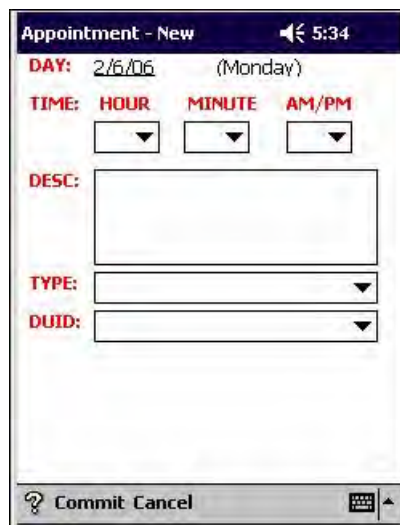 Appointment - New 5:34
DAY: 2/6/06 (Monday)
TIME: HOUR MINUTE AM/PM
DESC:
TYPE:
DUID:
? Commit Cancel